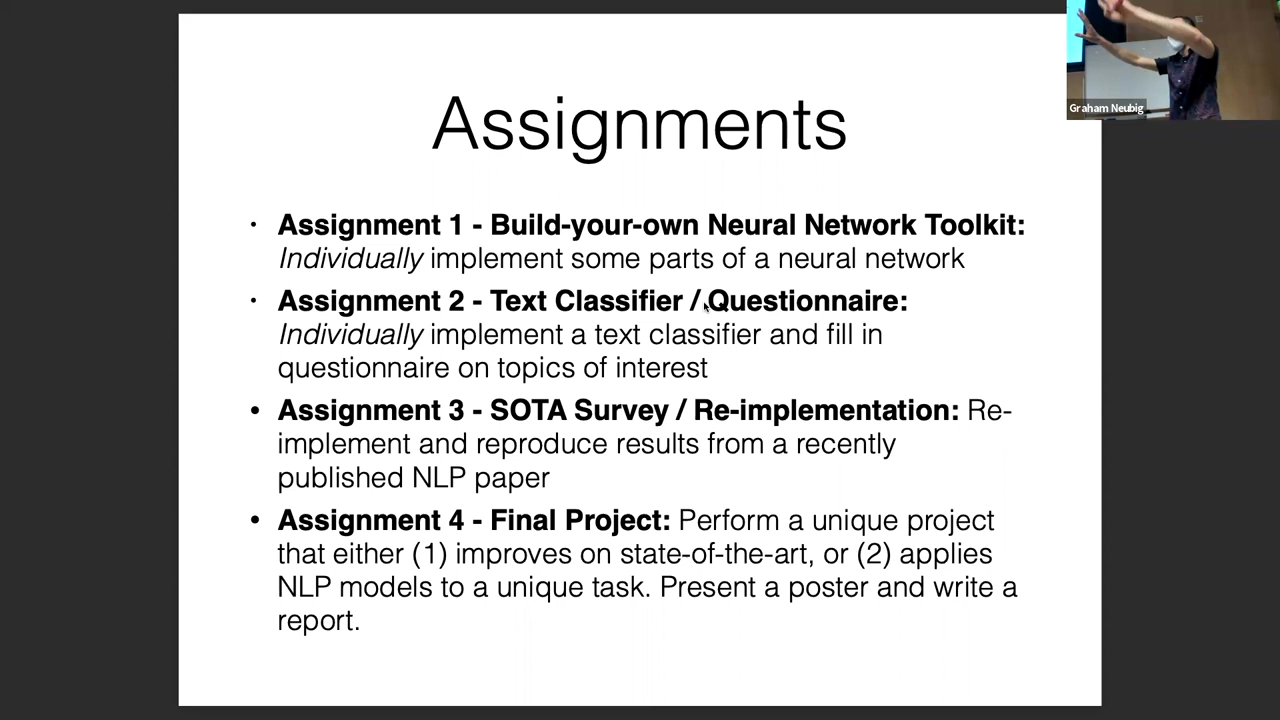 Assignments
Graham Neubig
· Assignment 1 - Build-your-own Neural Network Toolkit:
Individually implement some parts of a neural network
· Assignment 2 - Text Classifier / Questionnaire:
Individually implement a text classifier and fill in
questionnaire on topics of interest
• Assignment 3 - SOTA Survey / Re-implementation: Re-
implement and reproduce results from a recently
published NLP paper
• Assignment 4 - Final Project: Perform a unique project
that either (1) improves on state-of-the-art, or (2) applies
NLP models to a unique task. Present a poster and write a
report.